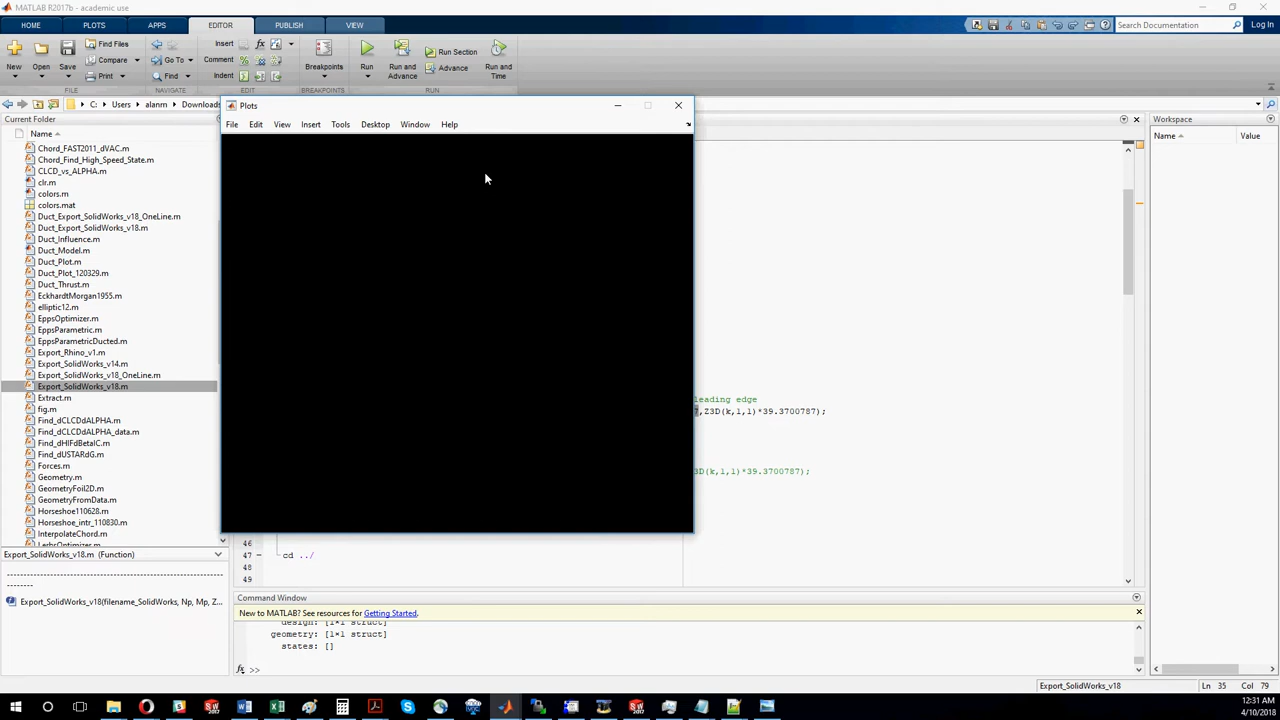 MATLAB R2017b - academic use
HOME PLOTS APPS EDITOR PUBLISH VIEW
Search Documentation
Log In
Find Files
Insert
Run Section
Compare
Go To
Comment
New Open Save
Breakpoints
Run
Run and Advance
Advance
Run and Time
Print
Find
Indent
FILE NAVIGATE EDIT BREAKPOINTS RUN
C: Users alanm Downloads
Current Folder
Plots
Workspace
Name
File Edit View Insert Tools Desktop Window Help
Name Value
Chord_FAST2011_dVAC.m
Chord_Find_High_Speed_State.m
CLCD_vs_ALPHA.m
clr.m
colors.m
colors.mat
Duct_Export_SolidWorks_v18_OneLine.m
Duct_Export_SolidWorks_v18.m
Duct_Influence.m
Duct_Model.m
Duct_Plot.m
Duct_Plot_120329.m
Duct_Thrust.m
EckhardtMorgan1955.m
elliptic12.m
EppsOptimizer.m
EppsParametric.m
EppsParametricDucted.m
Export_Rhino_v1.m
Export_SolidWorks_v14.m
Export_SolidWorks_v18_OneLine.m
Export_SolidWorks_v18.m
Extract.m
fig.m
Find_dCLCDdALPHA.m
Find_dCLCDdALPHA_data.m
Find_dHIFdBetaIC.m
Find_dUSTARdG.m
Forces.m
Geometry.m
GeometryFoil2D.m
GeometryFromData.m
Horseshoe110628.m
Horseshoe_intr_110830.m
InterpolateChord.m
leading edge
,Z3D(k,1,1)*39.3700787);
3D(k,1,1)*39.3700787);
46
47 cd ../
48
49
Export_SolidWorks_v18.m (Function)
Export_SolidWorks_v18(filename_SolidWorks, Np, Mp, Z...
Command Window
New to MATLAB? See resources for Getting Started.
design: [1×1 struct]
geometry: [1×1 struct]
states: []
fx >>
Export_SolidWorks_v18 Ln 35 Col 79
12:31 AM
4/10/2018